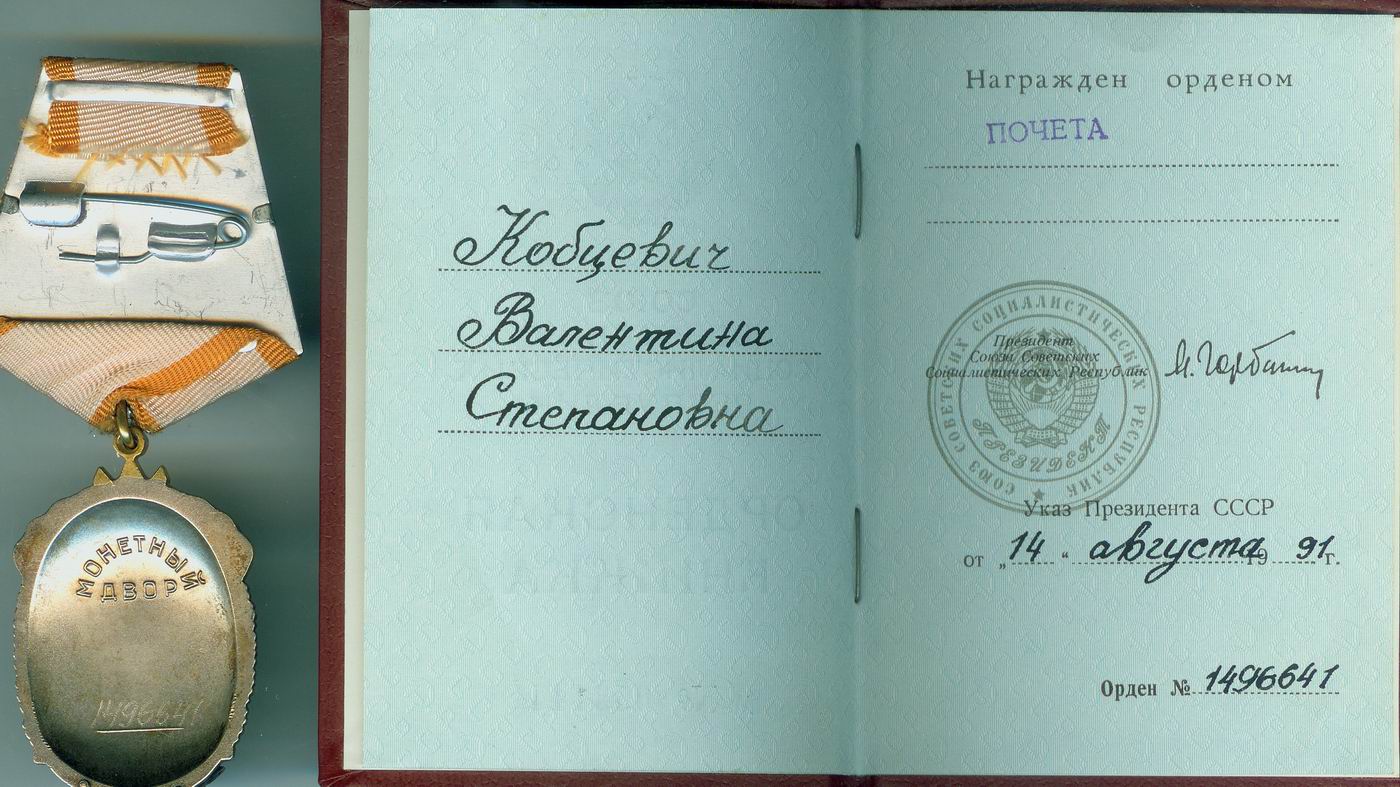 МОНЕТНЫЙ
ДВОР
1496641
Кобцевич
Валентина
Степановна
Награжден орденом
ПОЧЕТА
СОЮЗ СОВЕТСКИХ СОЦИАЛИСТИЧЕСКИХ РЕСПУБЛИК
Президент
Союза Советских
Социалистических Республик
М. Горбачев
ПРЕЗИДЕНТ
Указ Президента СССР
от „14“ августа 1991 г.
Орден № 1496641